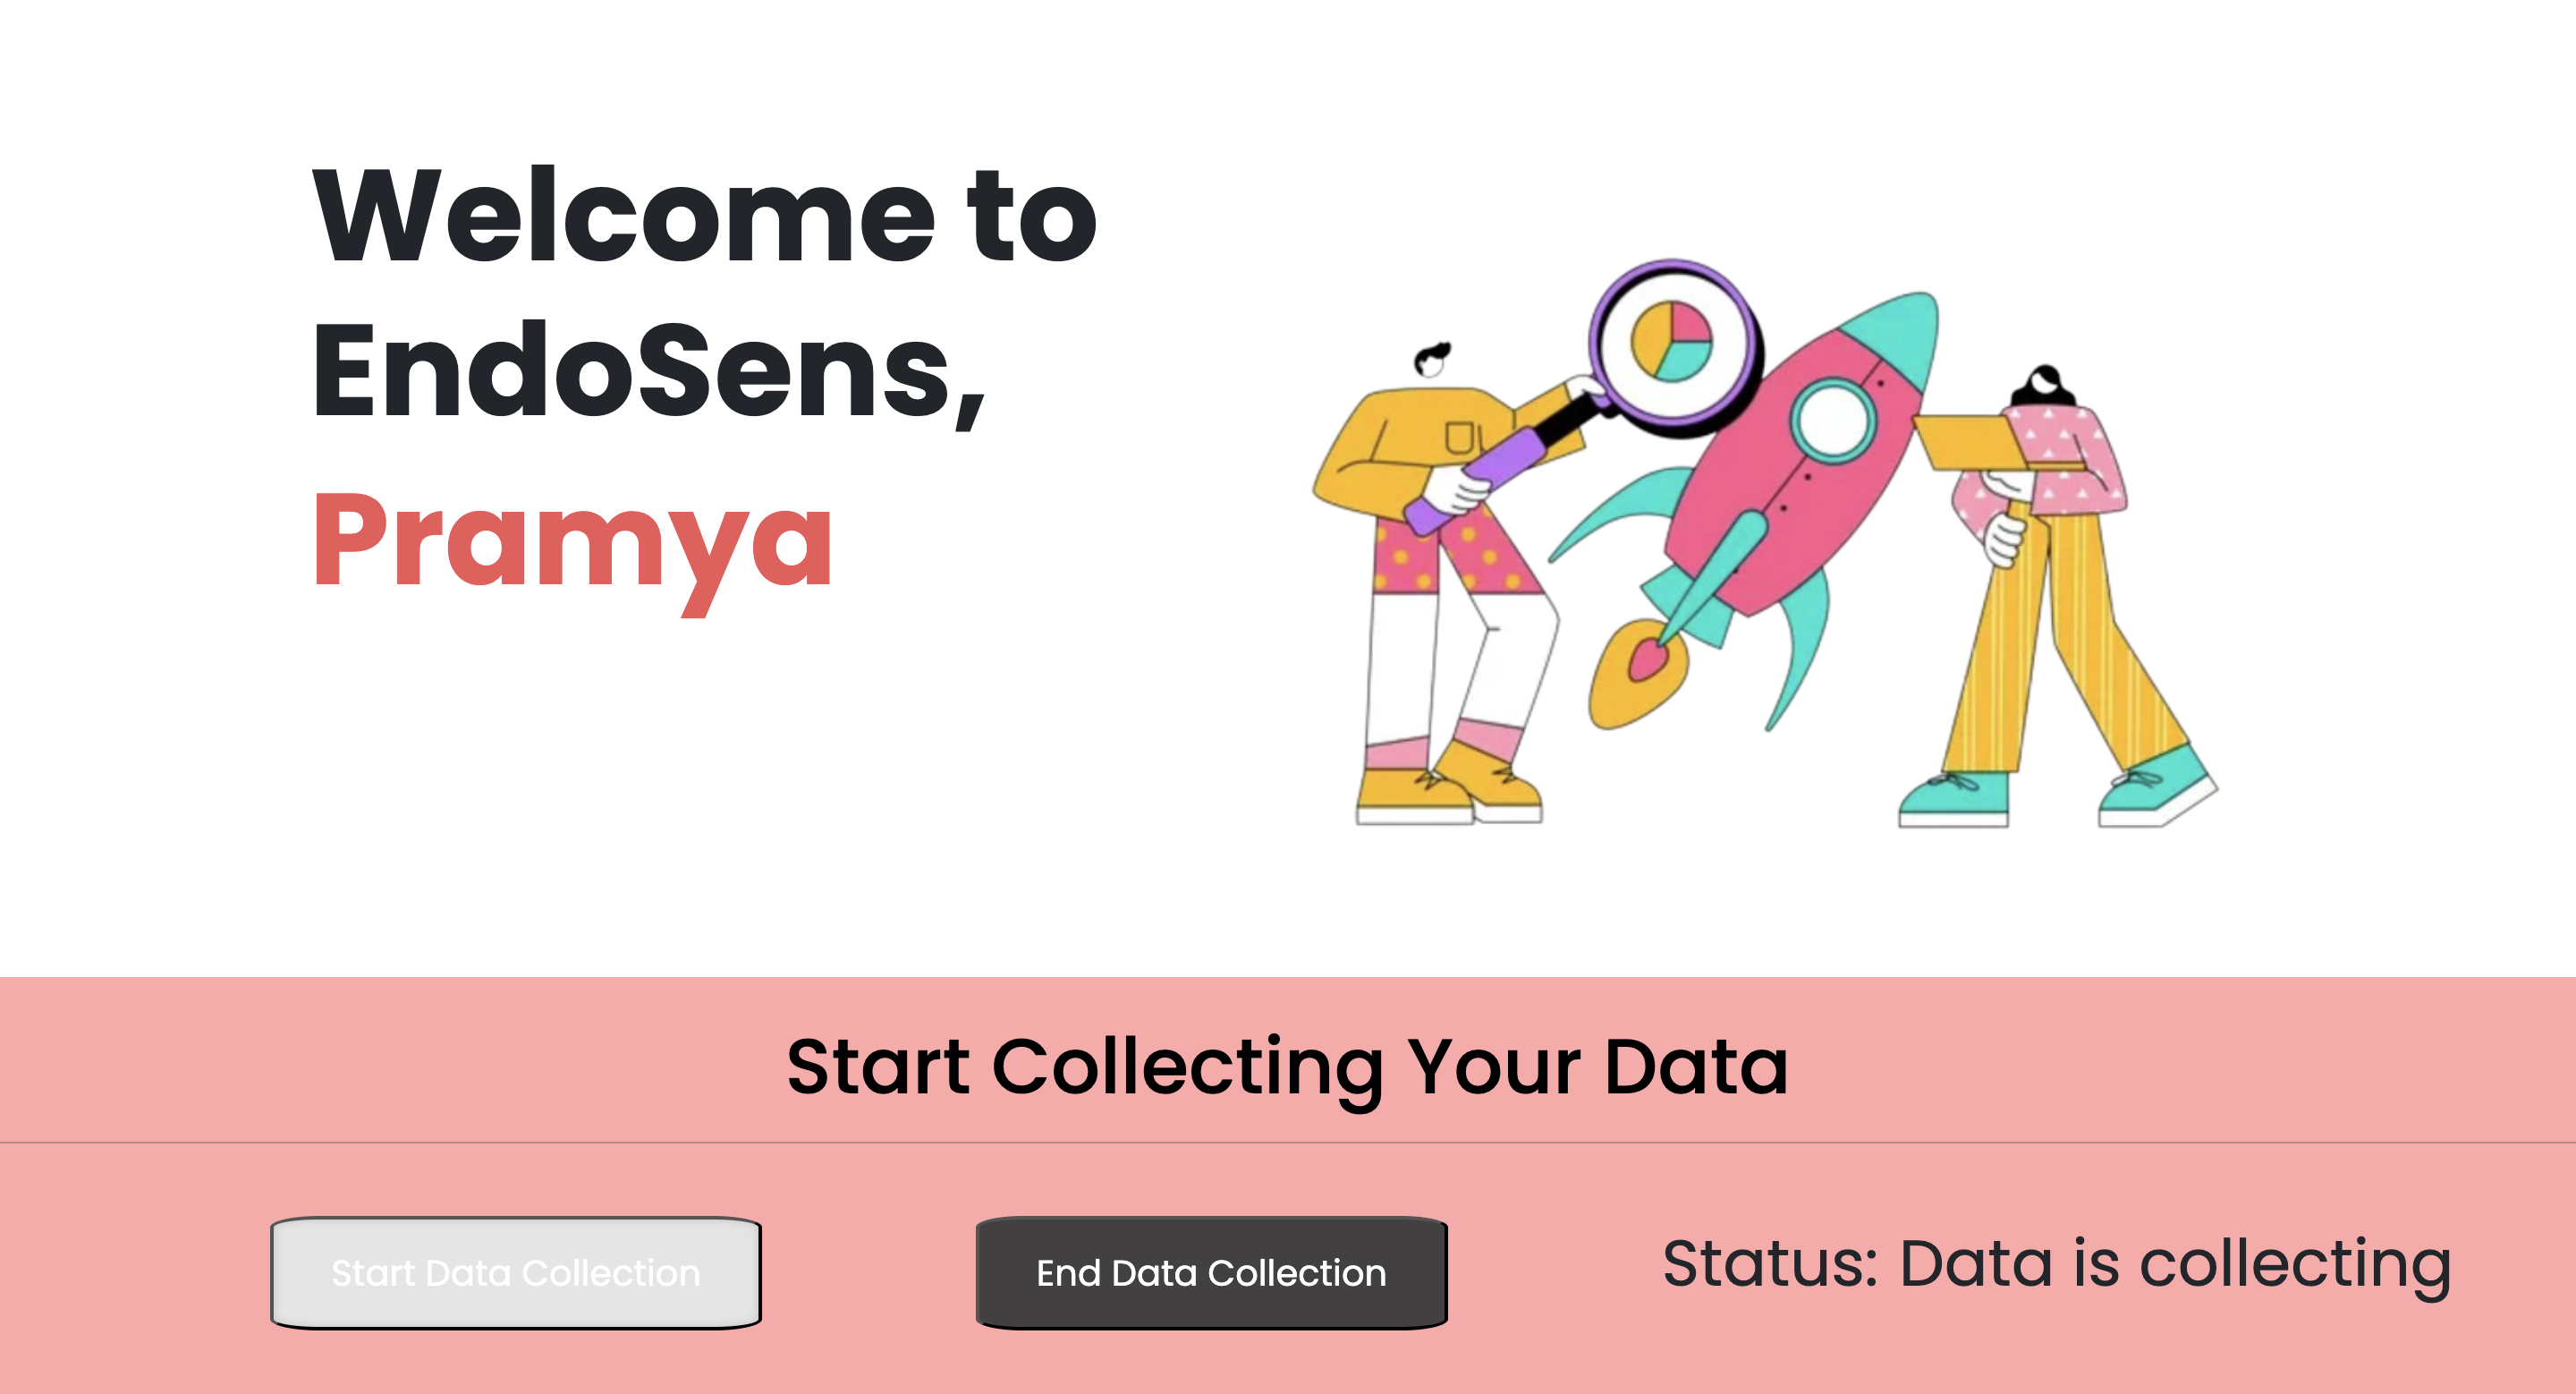 Welcome to
EndoSens,
Pramya
Start Collecting Your Data
Start Data Collection
End Data Collection
Status: Data is collecting